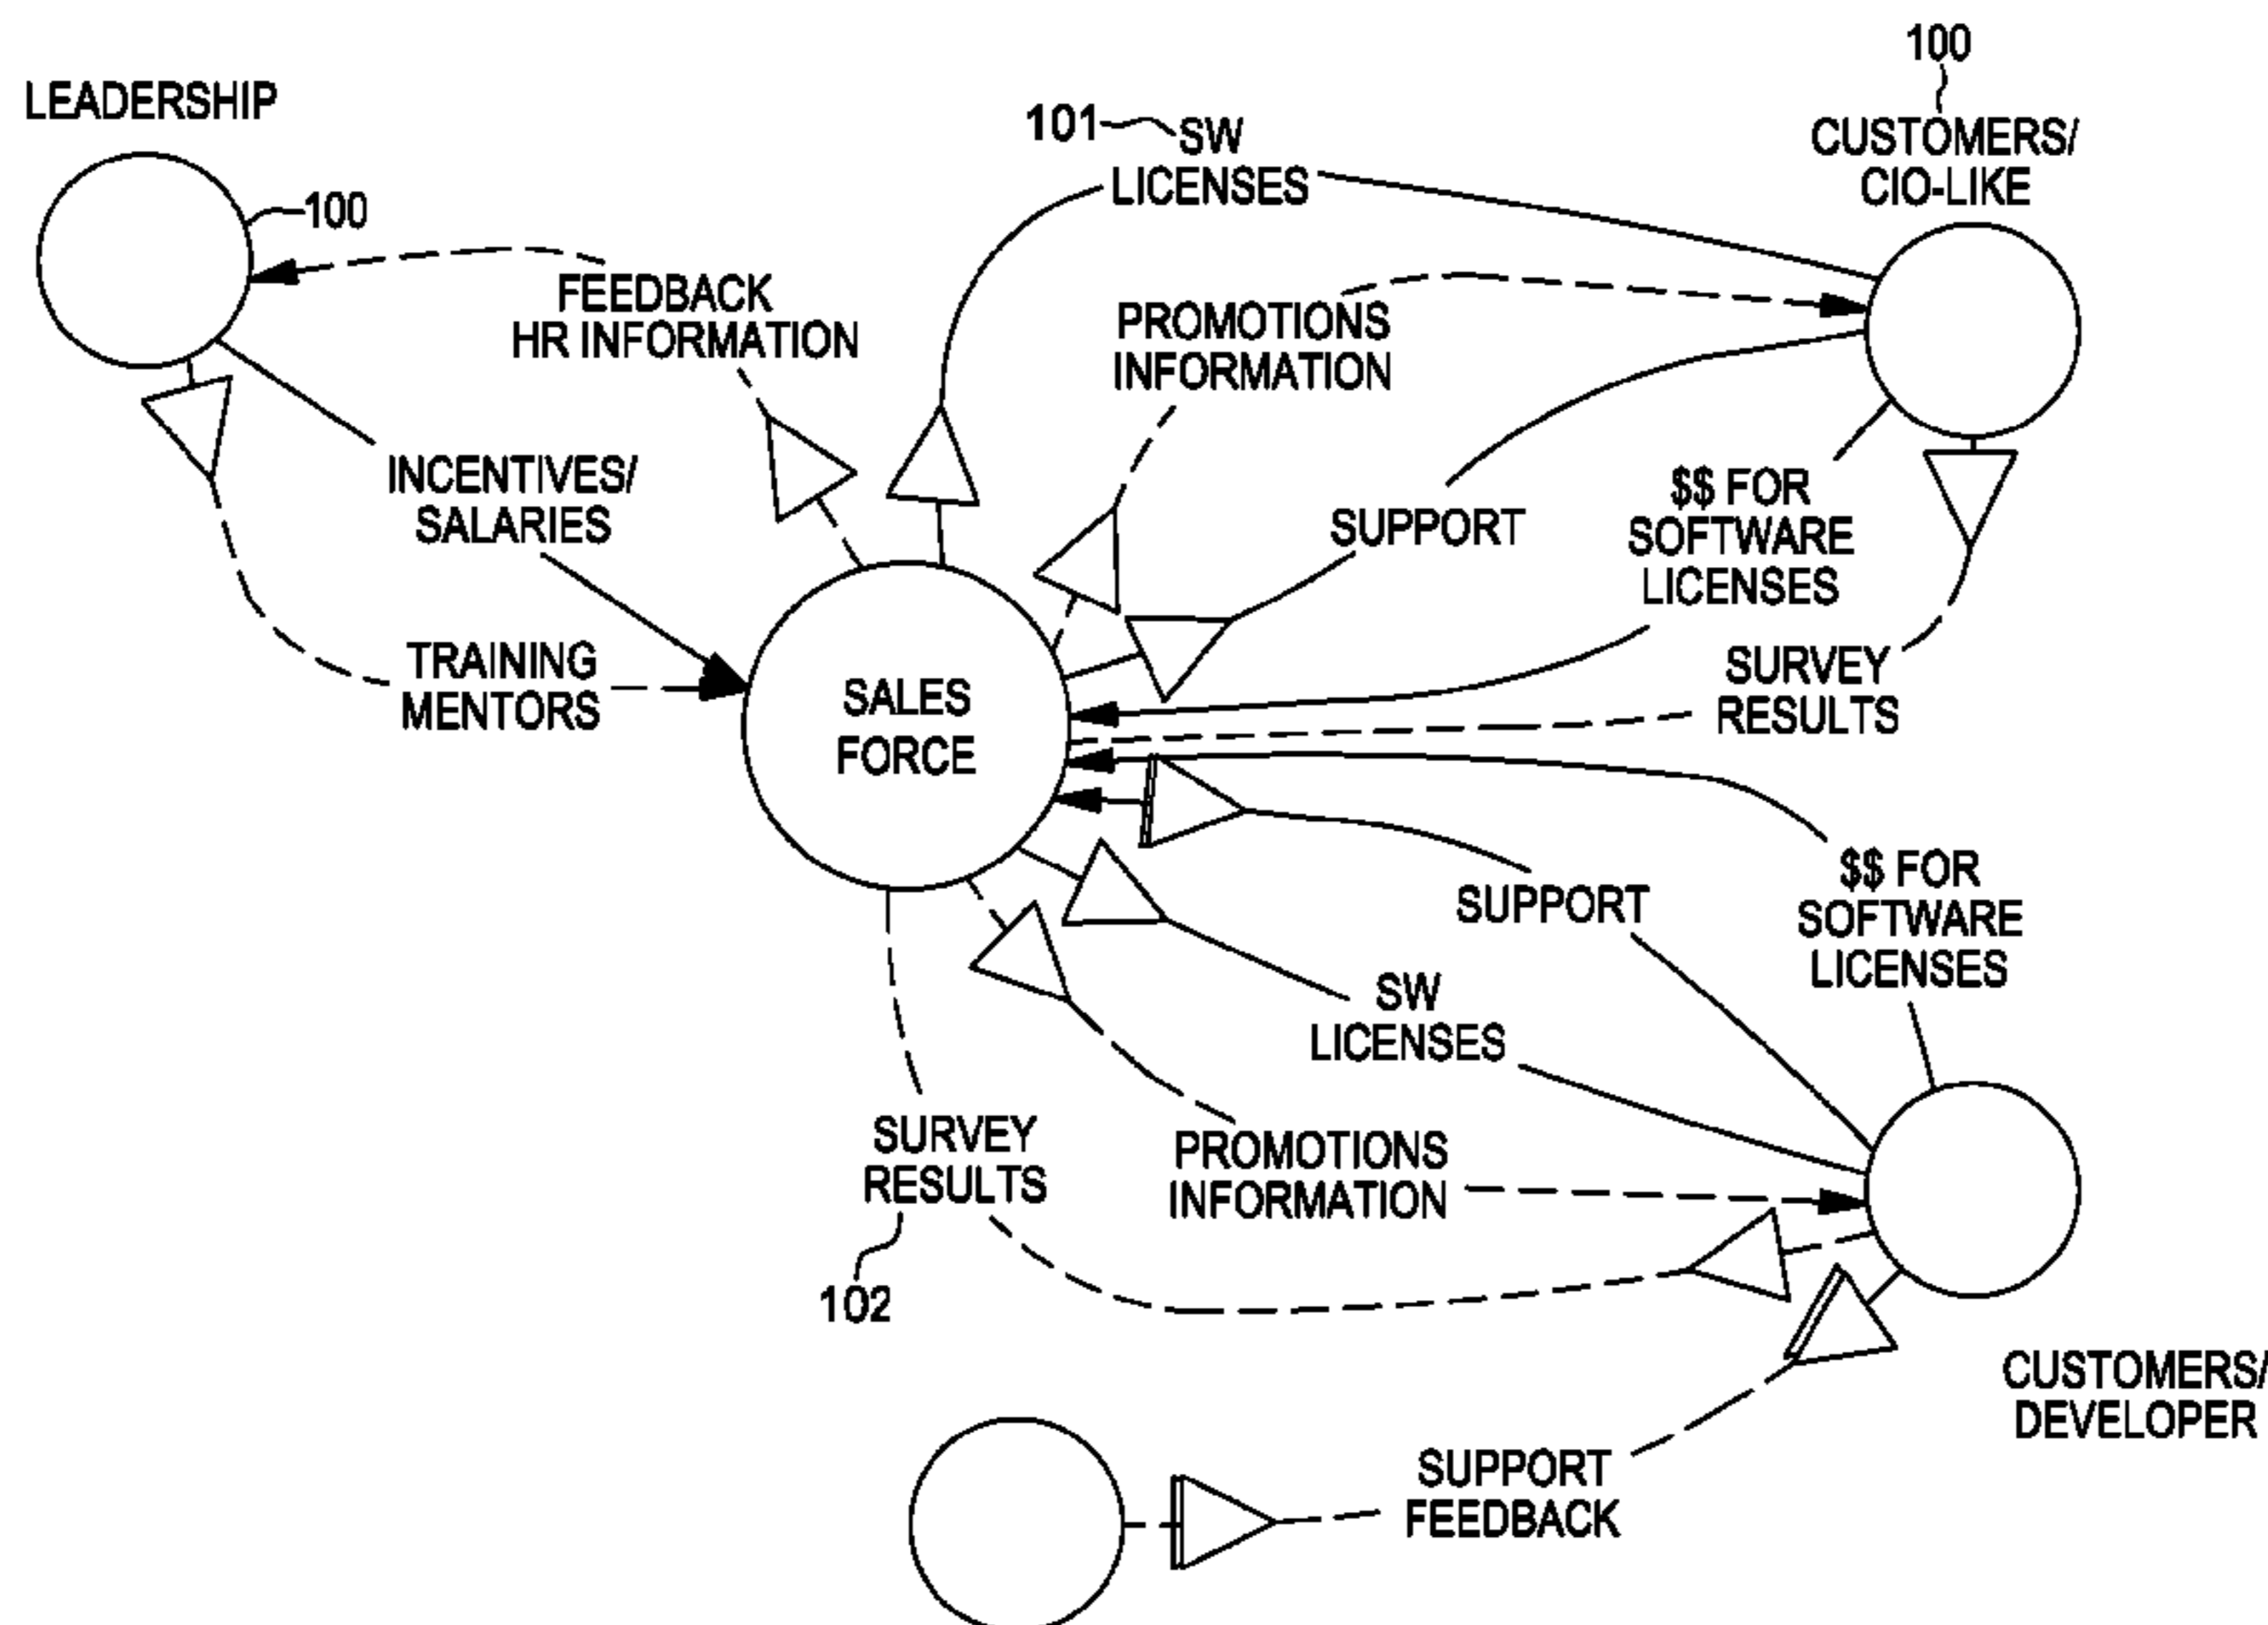 100
LEADERSHIP
101
SW
LICENSES
CUSTOMERS/
CIO-LIKE
100
FEEDBACK
HR INFORMATION
PROMOTIONS
INFORMATION
INCENTIVES/
SALARIES
$$ FOR
SOFTWARE
LICENSES
SUPPORT
TRAINING
MENTORS
SURVEY
RESULTS
SALES
FORCE
$$ FOR
SOFTWARE
LICENSES
SUPPORT
SW
LICENSES
SURVEY
RESULTS
PROMOTIONS
INFORMATION
102
CUSTOMERS/
DEVELOPER
SUPPORT
FEEDBACK